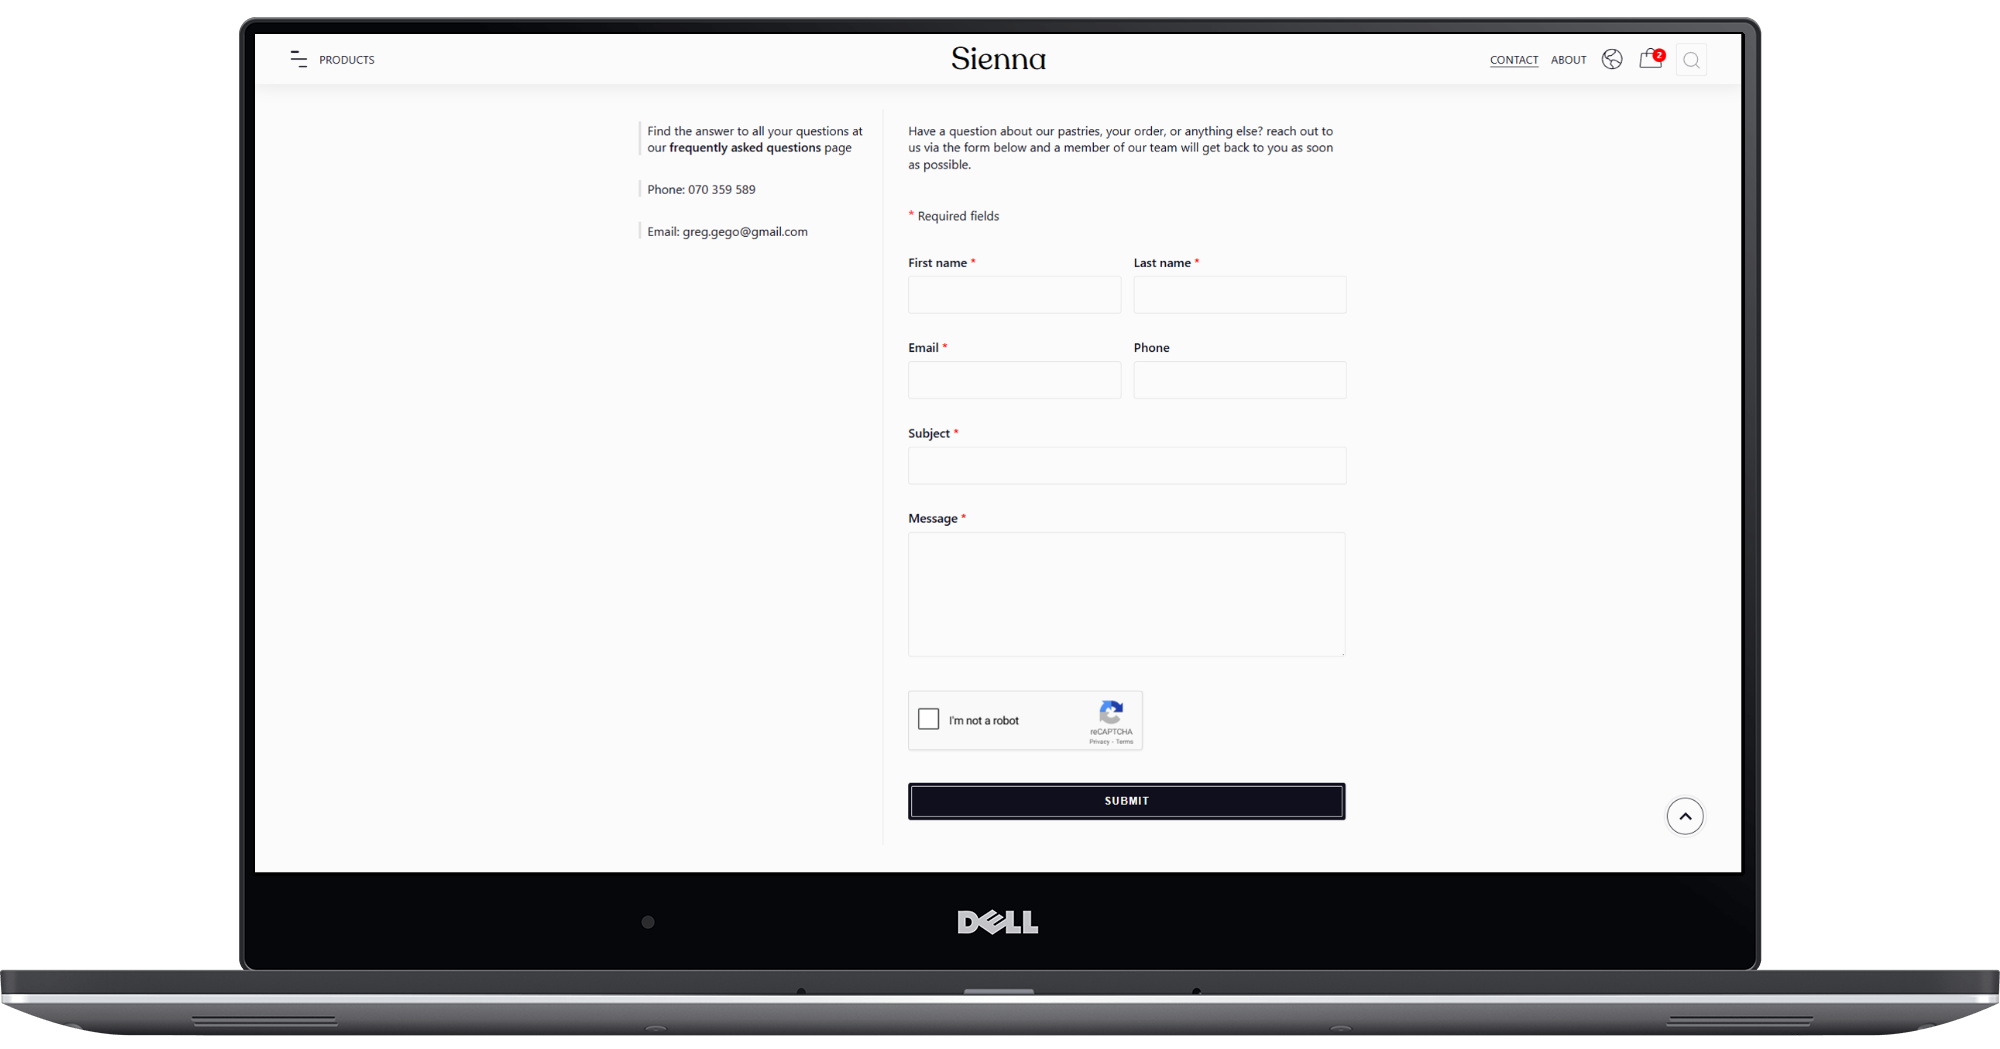 PRODUCTS
Sienna
CONTACT
ABOUT
2
Find the answer to all your questions at
our frequently asked questions page
Phone: 070 359 589
Email: greg.gego@gmail.com
Have a question about our pastries, your order, or anything else? reach out to
us via the form below and a member of our team will get back to you as soon
as possible.
* Required fields
First name *
Last name *
Email *
Phone
Subject *
Message *
I'm not a robot
reCAPTCHA
Privacy - Terms
SUBMIT
DELL